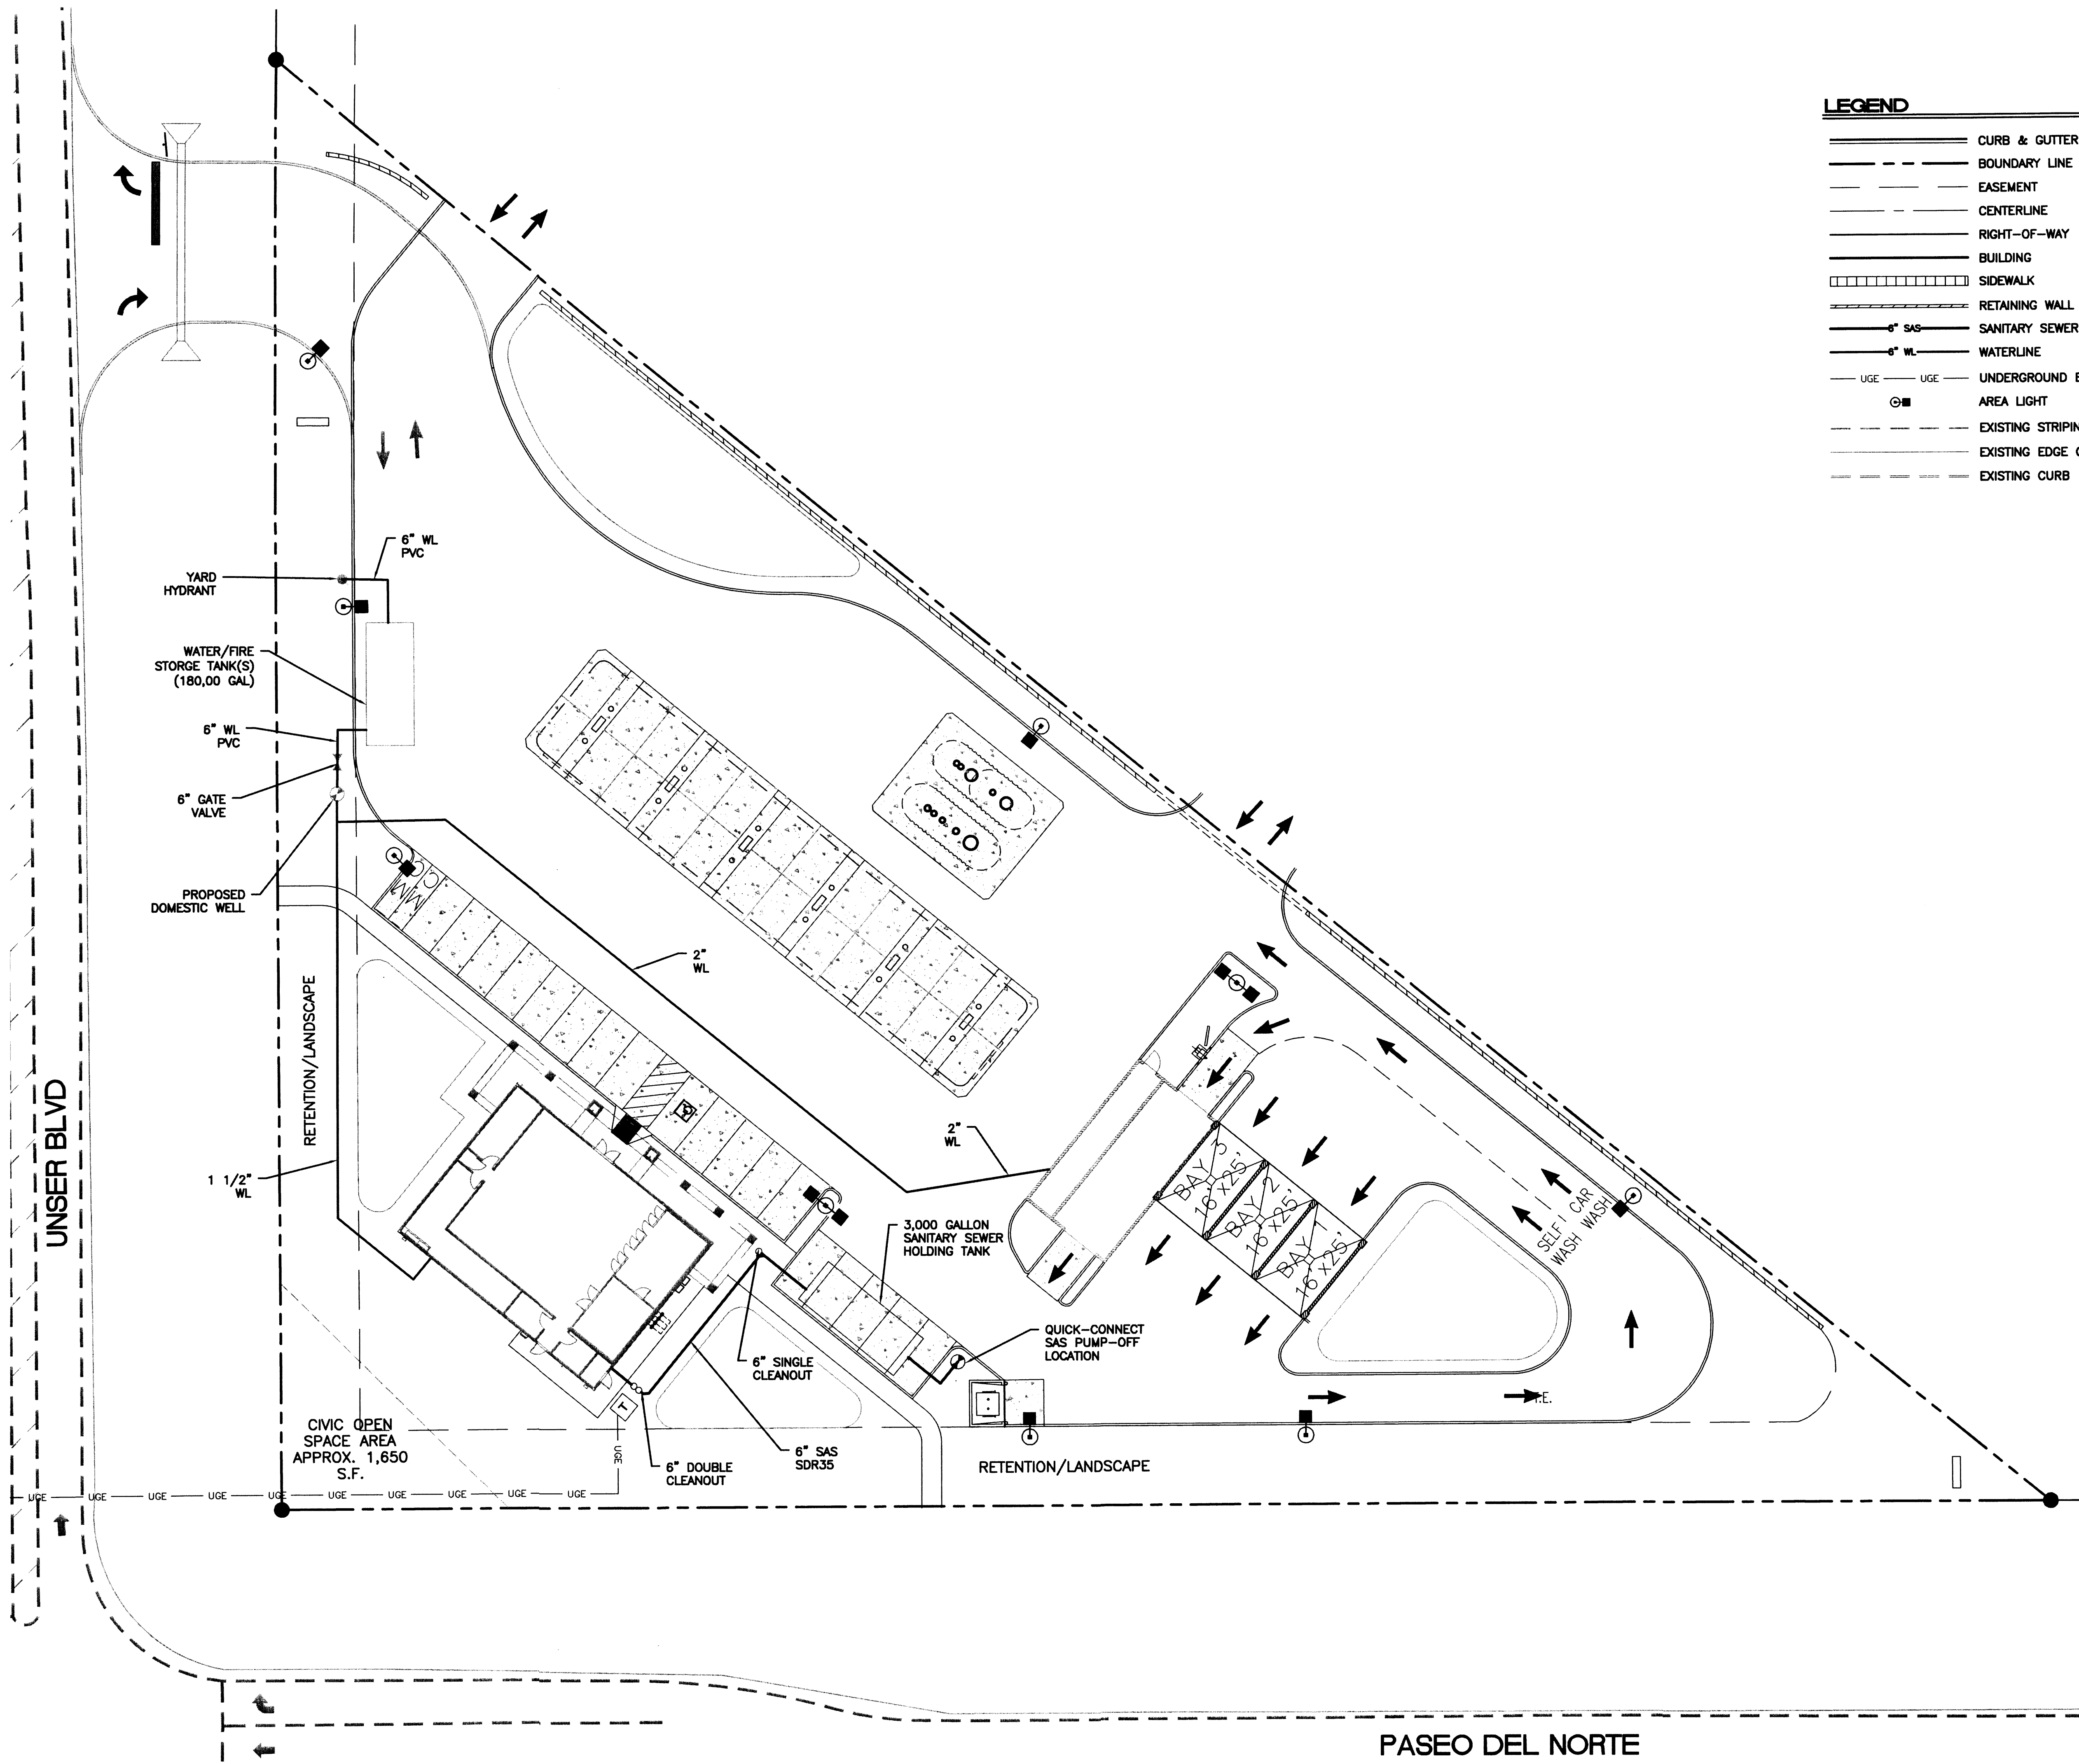 LEGEND
CURB & GUTTER
BOUNDARY LINE
EASEMENT
CENTERLINE
RIGHT-OF-WAY
BUILDING
SIDEWALK
RETAINING WALL
6" SAS SANITARY SEWER
6" WL WATERLINE
UGE UGE UNDERGROUND E
AREA LIGHT
EXISTING STRIPIN
EXISTING EDGE
EXISTING CURB
6" WL
PVC
YARD
HYDRANT
WATER/FIRE
STORGE TANK(S)
(180,00 GAL)
6" WL
PVC
6" GATE
VALVE
PROPOSED
DOMESTIC WELL
MM
CC
2"
WL
RETENTION/LANDSCAPE
UNSER BLVD
1 1/2"
WL
2"
WL
BAY 3
16'x25'
BAY 2
16'x25'
BAY 1
16'x25'
SELF CAR
WASH WASH
3,000 GALLON
SANITARY SEWER
HOLDING TANK
QUICK-CONNECT
SAS PUMP-OFF
LOCATION
6" SINGLE
CLEANOUT
T
T.E.
CIVIC OPEN
SPACE AREA
APPROX. 1,650
S.F.
UGE
6" SAS
SDR35
6" DOUBLE
CLEANOUT
RETENTION/LANDSCAPE
UGE UGE UGE UGE UGE UGE UGE UGE UGE UGE
PASEO DEL NORTE